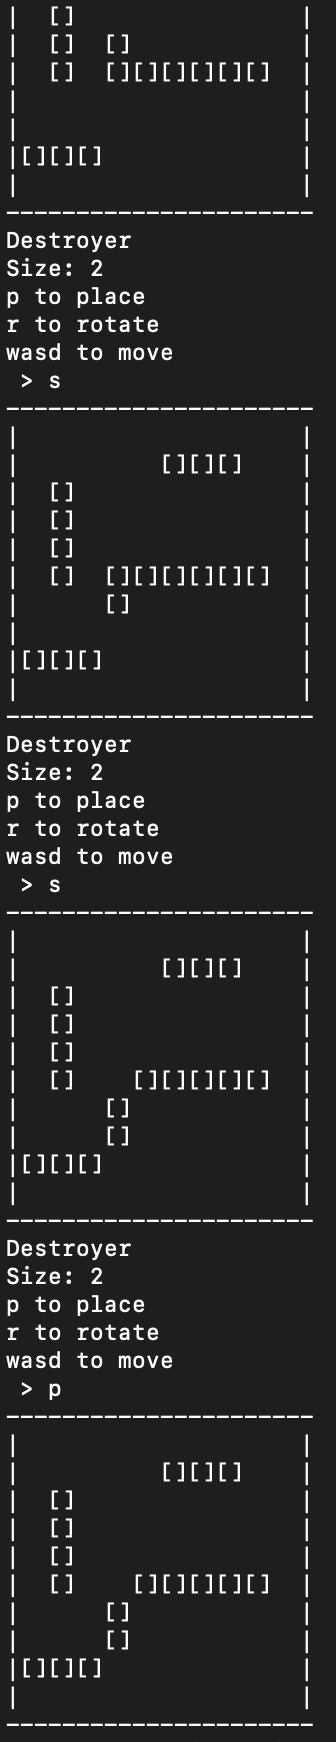 |  []                |
|  []  []            |
|  []  [][][][][][]  |
|                    |
|                    |
|[][][]              |
|                    |
----------------------
Destroyer
Size: 2
p to place
r to rotate
wasd to move
 > s
----------------------
|                    |
|          [][][]    |
|  []                |
|  []                |
|  []                |
|  []  [][][][][][]  |
|      []            |
|                    |
|[][][]              |
|                    |
----------------------
Destroyer
Size: 2
p to place
r to rotate
wasd to move
 > s
----------------------
|                    |
|          [][][]    |
|  []                |
|  []                |
|  []                |
|  []    [][][][][]  |
|      []            |
|      []            |
|[][][]              |
|                    |
----------------------
Destroyer
Size: 2
p to place
r to rotate
wasd to move
 > p
----------------------
|                    |
|          [][][]    |
|  []                |
|  []                |
|  []                |
|  []    [][][][][]  |
|      []            |
|      []            |
|[][][]              |
|                    |
----------------------